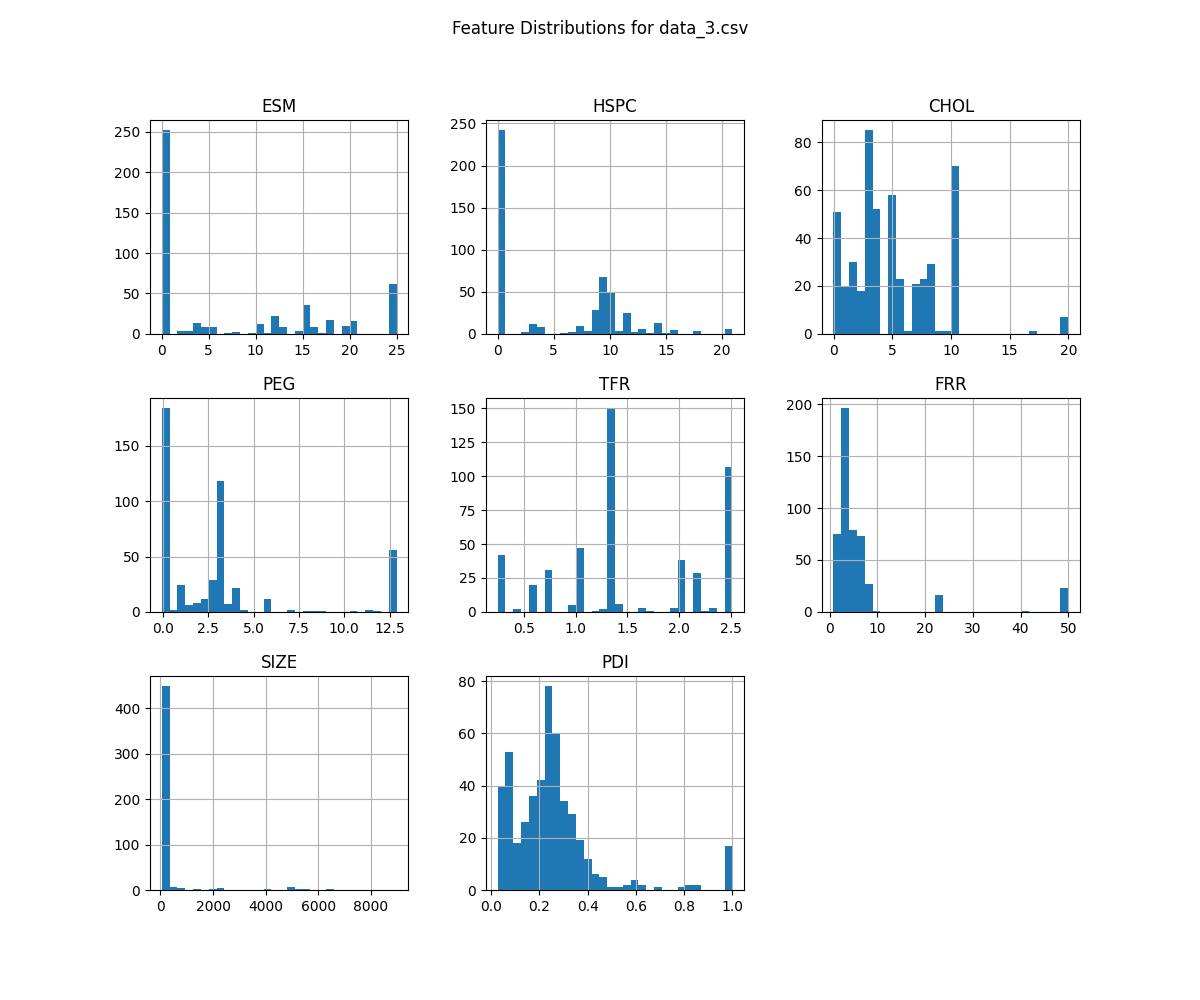 Feature Distributions for data_3.csv
ESM
HSPC
CHOL
250
200
150
100
50
0
0 5 10 15 20 25
250
200
150
100
50
0
0 5 10 15 20
80
60
40
20
0
0 5 10 15 20
PEG
TFR
FRR
150
100
50
0
0.0 2.5 5.0 7.5 10.0 12.5
150
125
100
75
50
25
0
0.5 1.0 1.5 2.0 2.5
200
150
100
50
0
0 10 20 30 40 50
SIZE
PDI
400
300
200
100
0
0 2000 4000 6000 8000
80
60
40
20
0
0.0 0.2 0.4 0.6 0.8 1.0